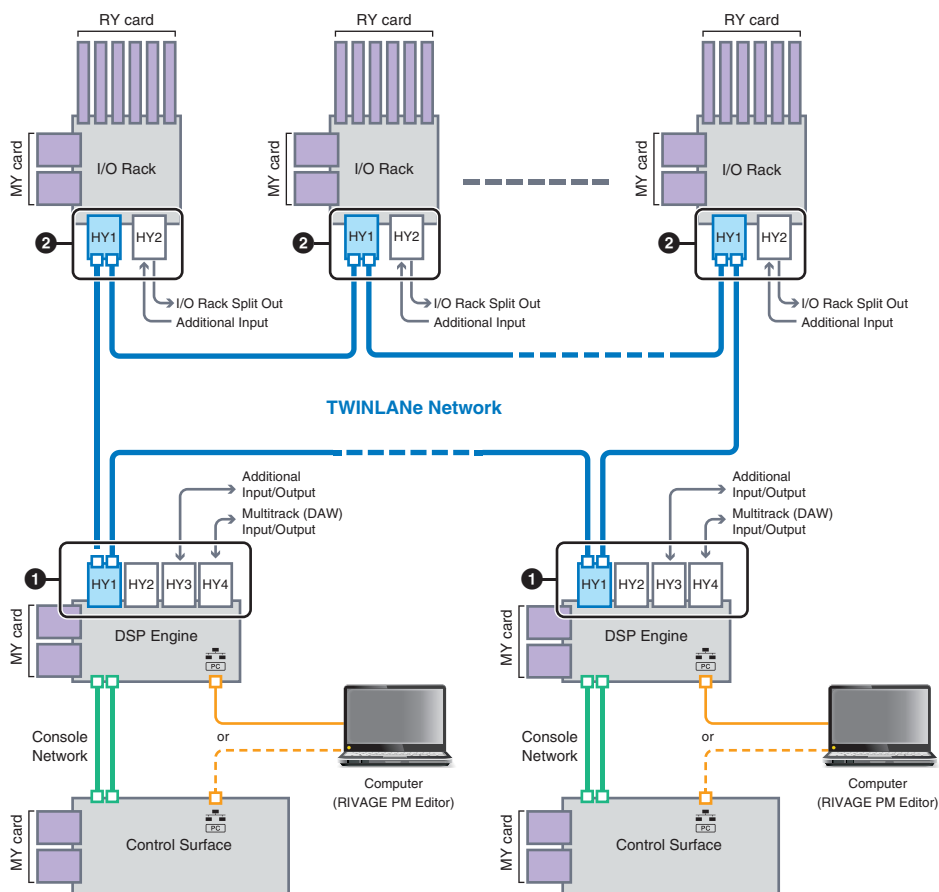 RY card
RY card
RY card
MY card
I/O Rack
MY card
I/O Rack
MY card
I/O Rack
2
HY1
HY2
2
HY1
HY2
2
HY1
HY2
I/O Rack Split Out
Additional Input
I/O Rack Split Out
Additional Input
I/O Rack Split Out
Additional Input
TWINLANe Network
Additional
Input/Output
Multitrack (DAW)
Input/Output
Additional
Input/Output
Multitrack (DAW)
Input/Output
1
HY1
HY2
HY3
HY4
1
HY1
HY2
HY3
HY4
MY card
DSP Engine
PC
MY card
DSP Engine
PC
Console
Network
or
Computer
(RIVAGE PM Editor)
Console
Network
or
Computer
(RIVAGE PM Editor)
MY card
PC
Control Surface
MY card
PC
Control Surface